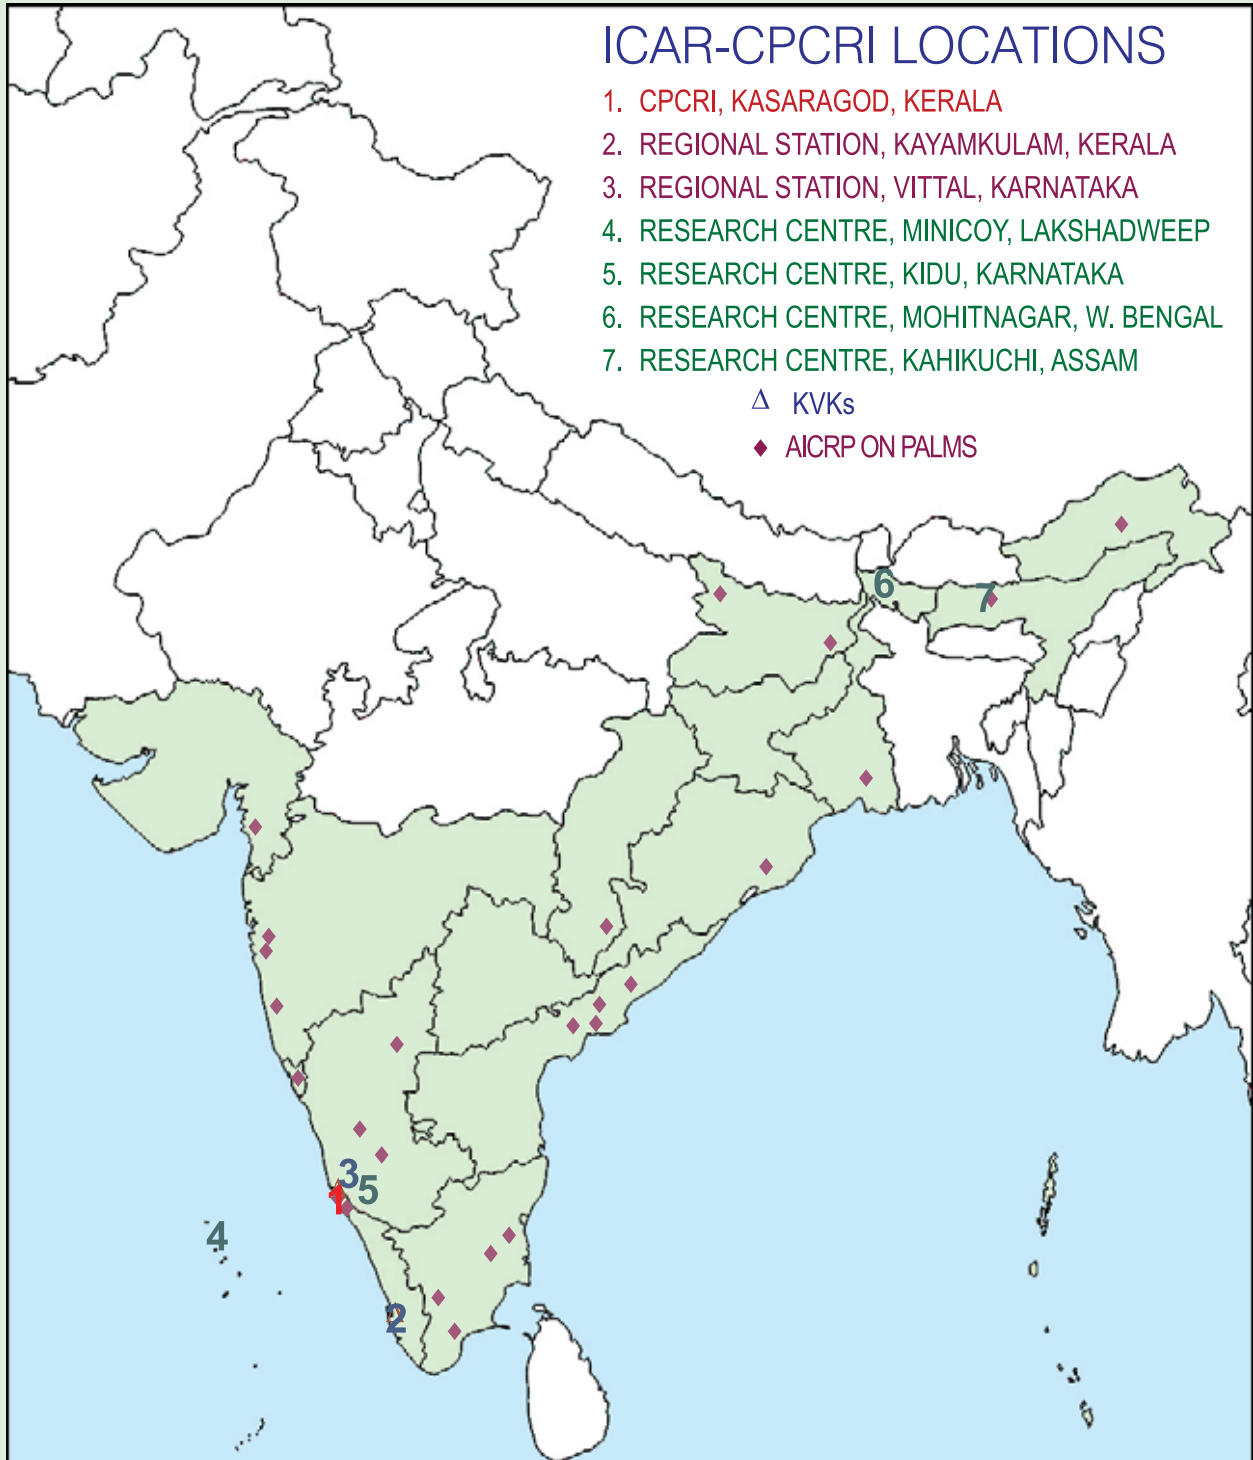 ICAR-CPCRI LOCATIONS
1. CPCRI, KASARAGOD, KERALA
2. REGIONAL STATION, KAYAMKULAM, KERALA
3. REGIONAL STATION, VITTAL, KARNATAKA
4. RESEARCH CENTRE, MINICOY, LAKSHADWEEP
5. RESEARCH CENTRE, KIDU, KARNATAKA
6. RESEARCH CENTRE, MOHITNAGAR, W. BENGAL
7. RESEARCH CENTRE, KAHIKUCHI, ASSAM
Δ KVKs
♦ AICRP ON PALMS
6
7
3
5
1
4
2